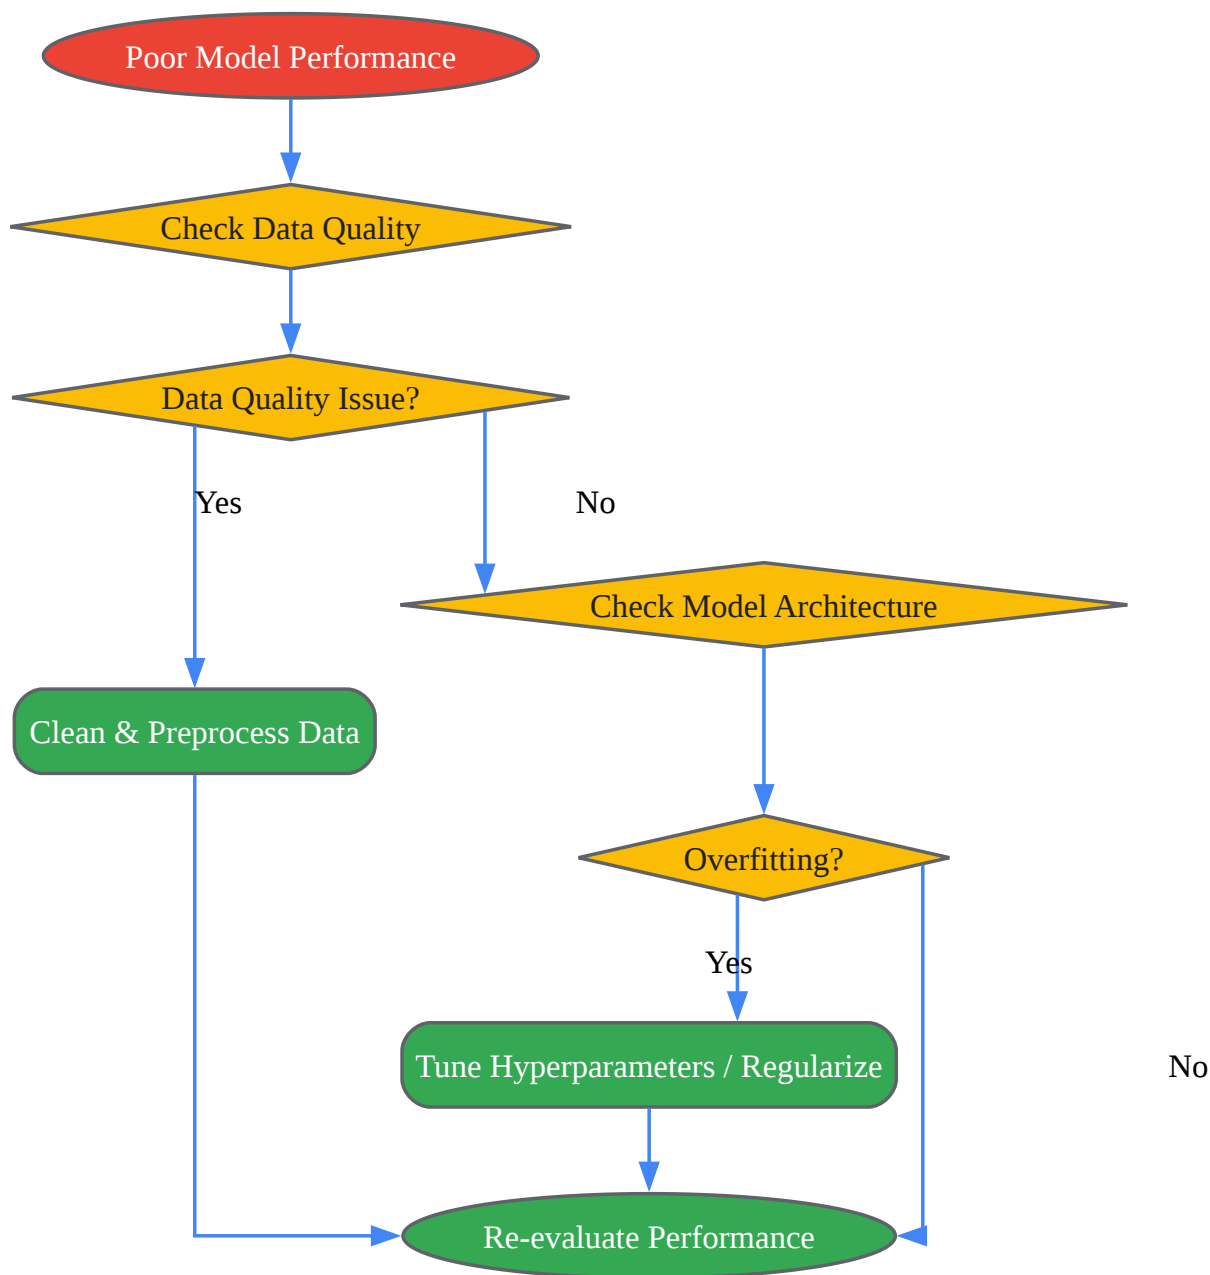 Poor Model Performance
Check Data Quality
Data Quality Issue?
Yes
No
Check Model Architecture
Clean & Preprocess Data
Overfitting?
Yes
Tune Hyperparameters / Regularize
No
Re-evaluate Performance